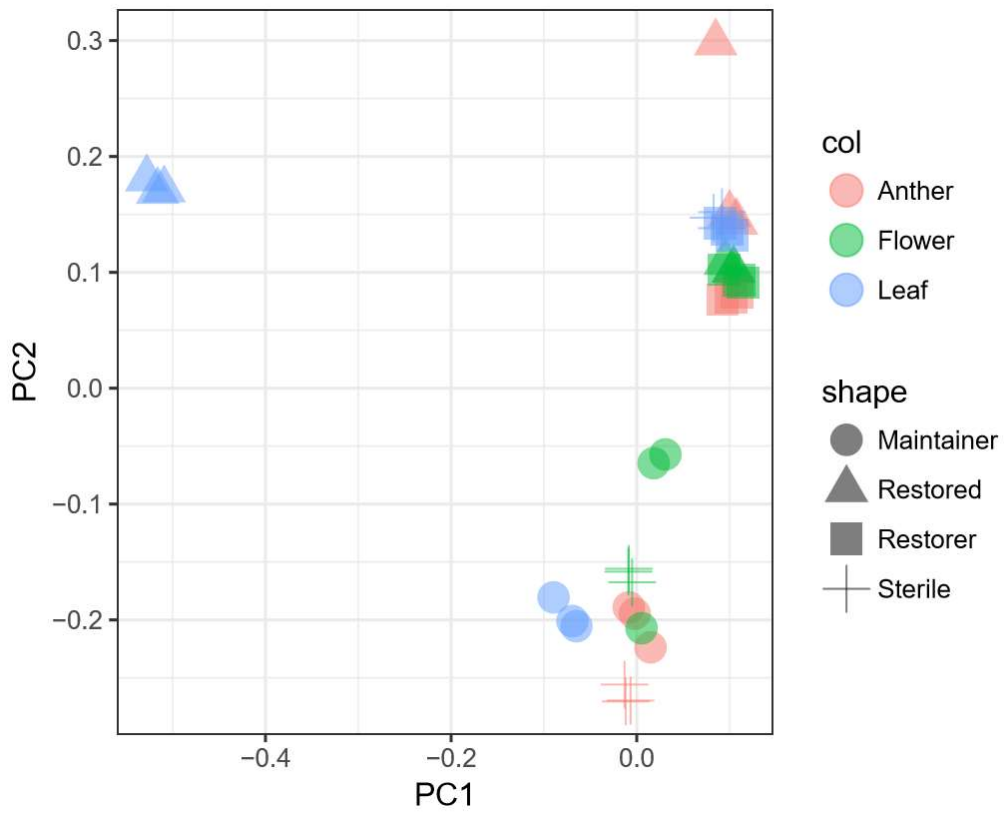 0.3
0.2
0.1
0.0
−0.1
−0.2
PC2
−0.4
−0.2
0.0
PC1
col
Anther
Flower
Leaf
shape
Maintainer
Restored
Restorer
Sterile